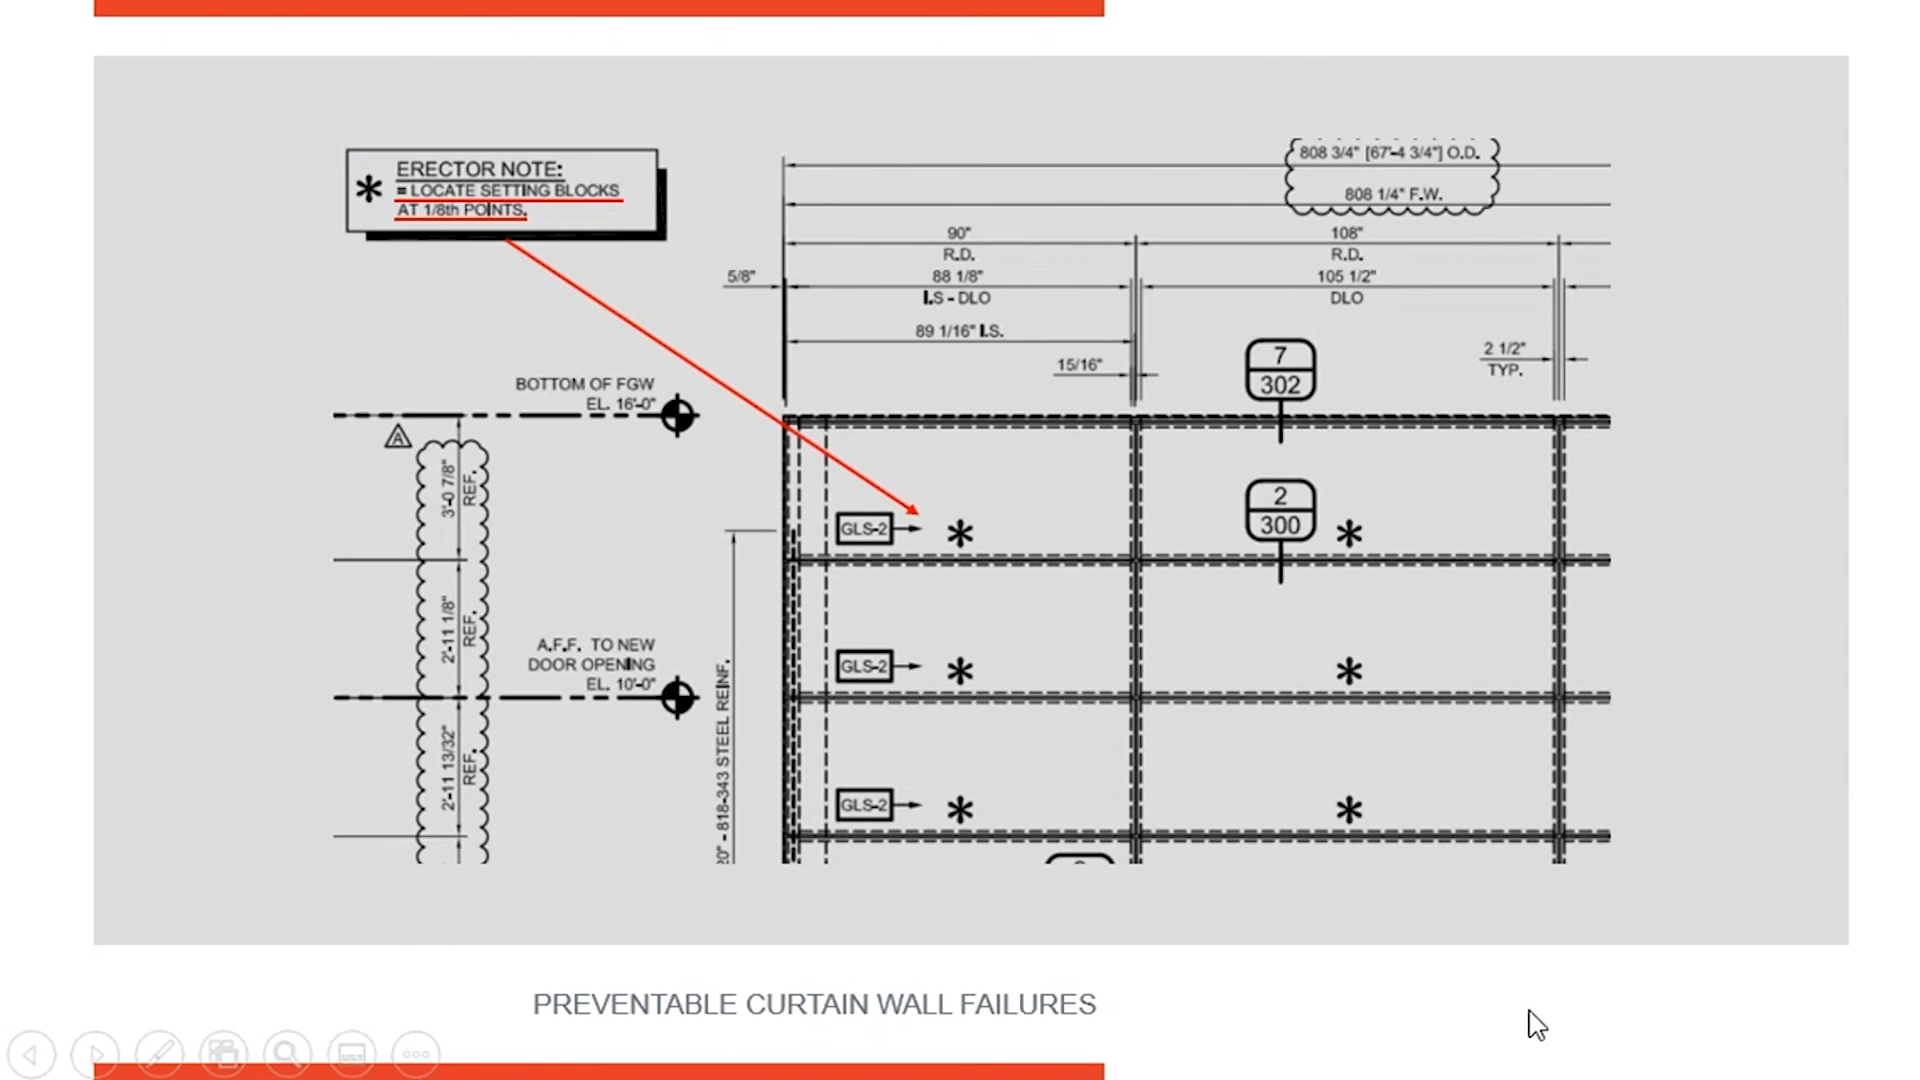 * ERECTOR NOTE:
= LOCATE SETTING BLOCKS
AT 1/8th POINTS.
808 3/4" [67'-4 3/4"] O.D.
808 1/4" F.W.
90"
R.D.
108"
R.D.
5/8"
88 1/8"
I.S - DLO
105 1/2"
DLO
89 1/16" I.S.
15/16"
2 1/2"
TYP.
7
302
BOTTOM OF FGW
EL. 16'-0"
A
3'-0 7/8"
REF.
2
300
GLS-2
*
*
2'-11 1/8"
REF.
A.F.F. TO NEW
DOOR OPENING
EL. 10'-0"
GLS-2
*
*
2'-11 13/32"
REF.
20" - 818-343 STEEL REINF.
GLS-2
*
*
PREVENTABLE CURTAIN WALL FAILURES